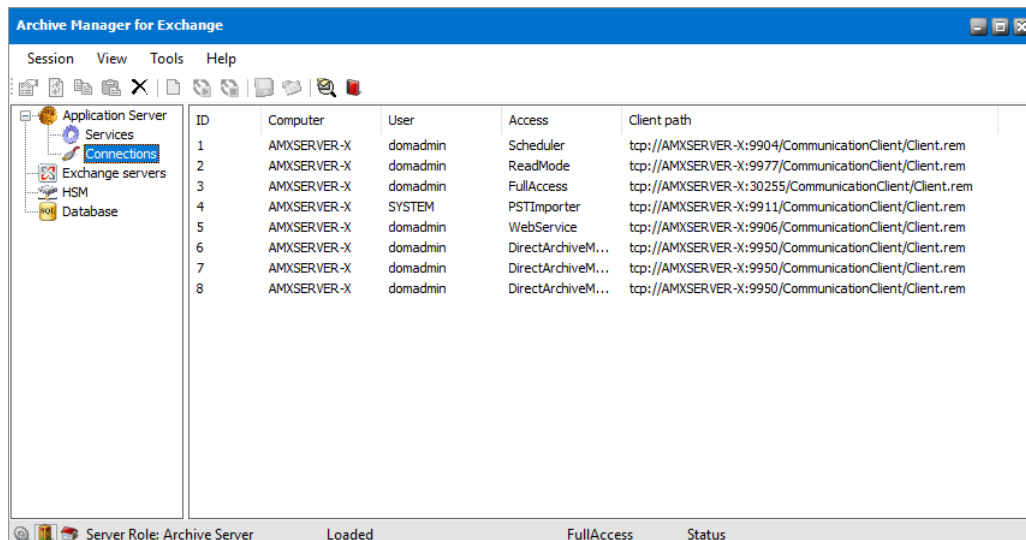 Archive Manager for Exchange
Session View Tools Help
Application Server
Services
Connections
Exchange servers
HSM
SQL Database
ID Computer User Access Client path
1 AMXSERVER-X domadmin Scheduler tcp://AMXSERVER-X:9904/CommunicationClient/Client.rem
2 AMXSERVER-X domadmin ReadMode tcp://AMXSERVER-X:9977/CommunicationClient/Client.rem
3 AMXSERVER-X domadmin FullAccess tcp://AMXSERVER-X:30255/CommunicationClient/Client.rem
4 AMXSERVER-X SYSTEM PSTImporter tcp://AMXSERVER-X:9911/CommunicationClient/Client.rem
5 AMXSERVER-X domadmin WebService tcp://AMXSERVER-X:9906/CommunicationClient/Client.rem
6 AMXSERVER-X domadmin DirectArchiveM... tcp://AMXSERVER-X:9950/CommunicationClient/Client.rem
7 AMXSERVER-X domadmin DirectArchiveM... tcp://AMXSERVER-X:9950/CommunicationClient/Client.rem
8 AMXSERVER-X domadmin DirectArchiveM... tcp://AMXSERVER-X:9950/CommunicationClient/Client.rem
Server Role: Archive Server Loaded FullAccess Status